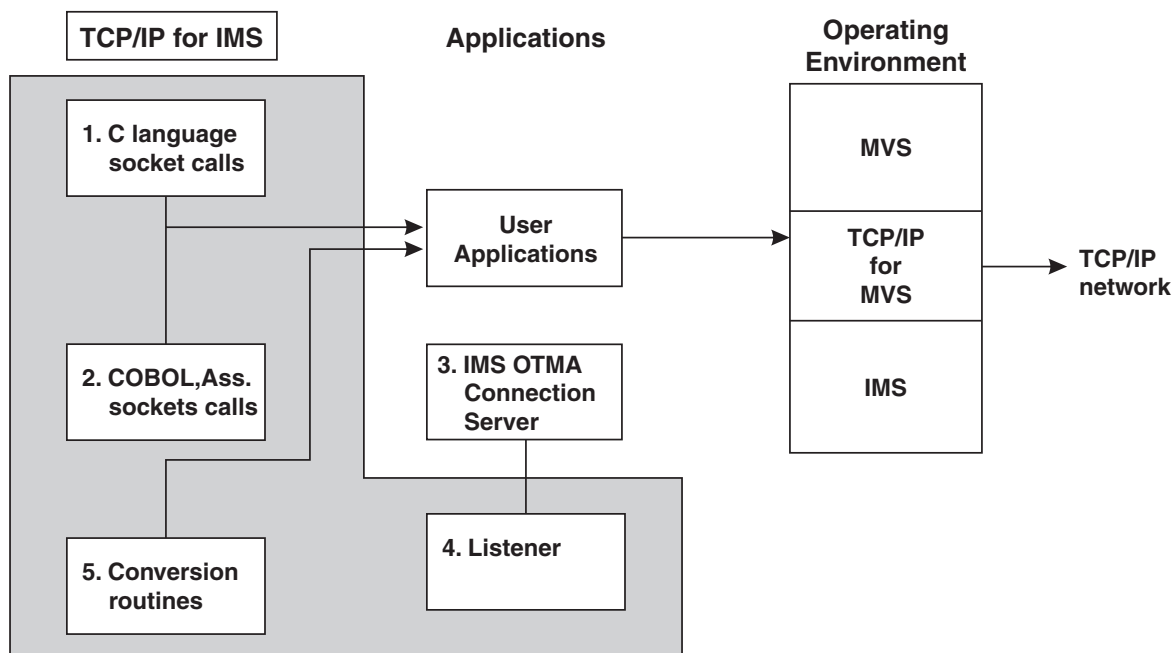 TCP/IP for IMS
Applications
Operating
Environment
1. C language
socket calls
MVS
User
Applications
TCP/IP
for
MVS
TCP/IP
network
2. COBOL,Ass.
sockets calls
3. IMS OTMA
Connection
Server
IMS
5. Conversion
routines
4. Listener